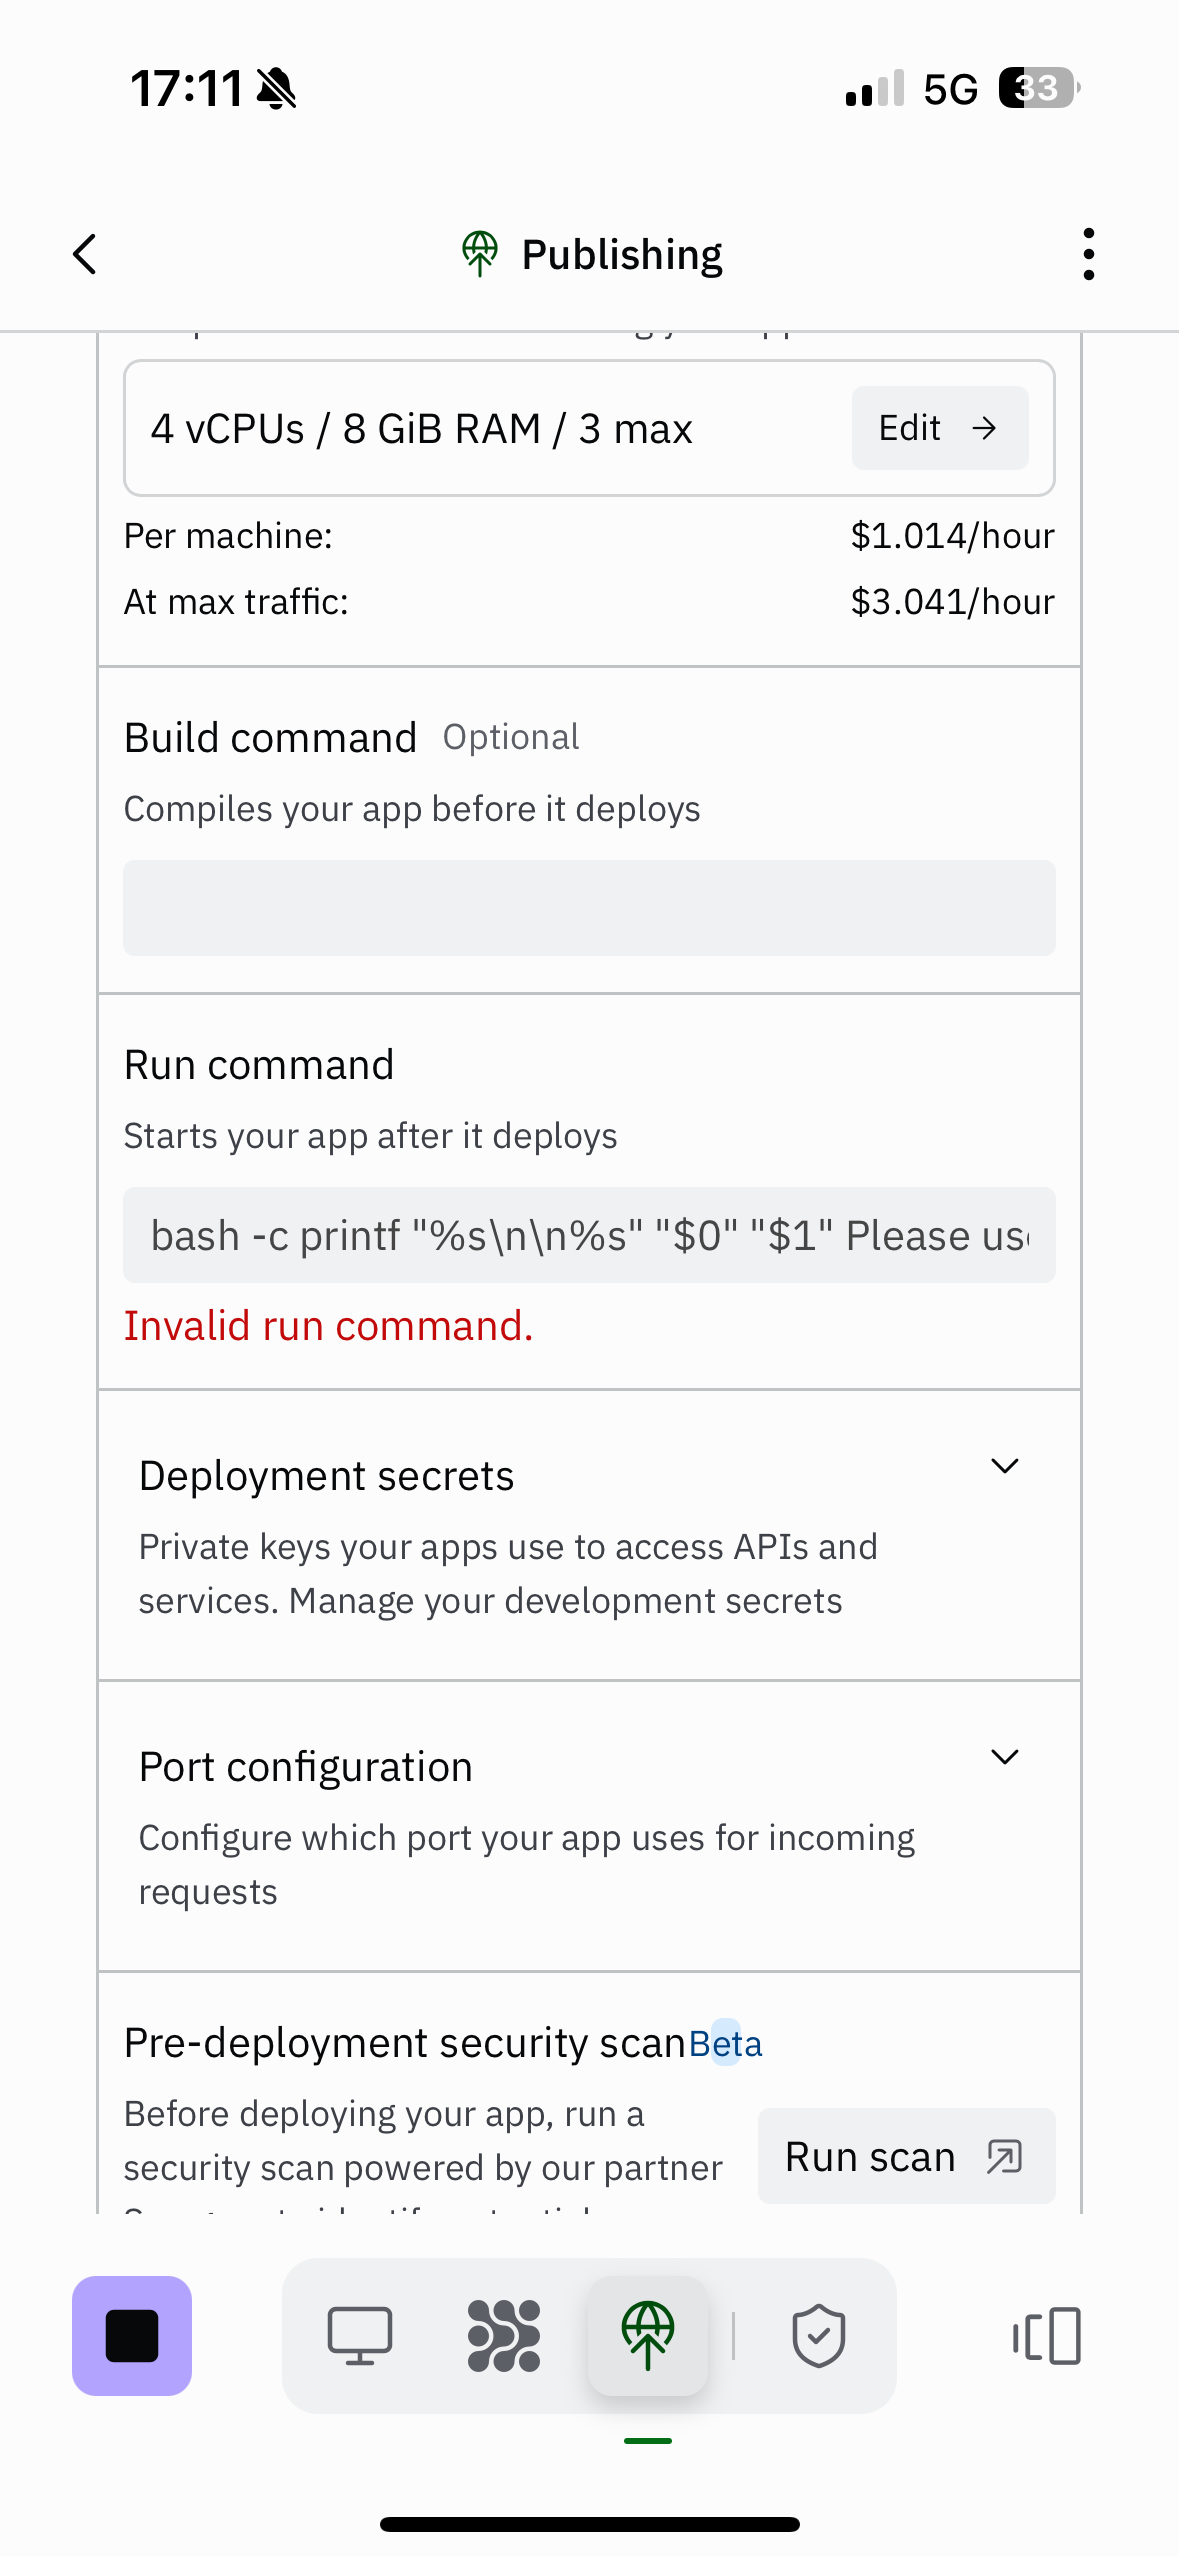 17:11
5G 33
Publishing
4 vCPUs / 8 GiB RAM / 3 max
Edit →
Per machine: $1.014/hour
At max traffic: $3.041/hour
Build command Optional
Compiles your app before it deploys
Run command
Starts your app after it deploys
bash -c printf "%s\n\n%s" "$0" "$1" Please
Invalid run command.
Deployment secrets
Private keys your apps use to access APIs and
services. Manage your development secrets
Port configuration
Configure which port your app uses for incoming
requests
Pre-deployment security scanBeta
Before deploying your app, run a
security scan powered by our partner
Run scan